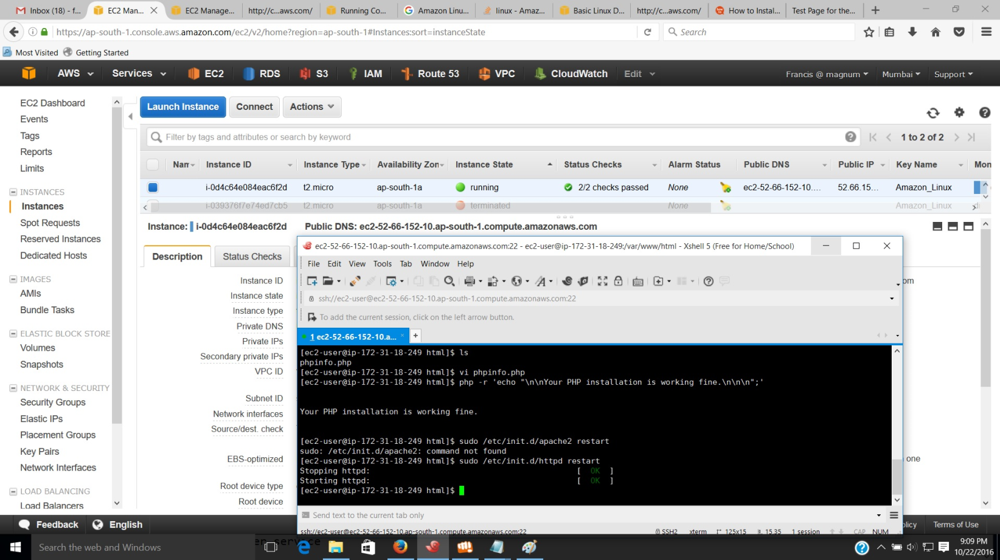 Inbox (18) - f...
EC2 Man...
EC2 Manage...
http://c...aws.com/
Running Co...
Amazon Linu...
linux - Amaz...
Basic Linux D...
http://c...aws.com/
How to Instal...
Test Page for the...
https://ap-south-1.console.aws.amazon.com/ec2/v2/home?region=ap-south-1#Instances:sort=instanceState
Search
Most Visited
Getting Started
AWS
Services
EC2
RDS
S3
IAM
Route 53
VPC
CloudWatch
Edit
Francis @ magnum
Mumbai
Support
EC2 Dashboard
Events
Tags
Reports
Limits
INSTANCES
Instances
Spot Requests
Reserved Instances
Dedicated Hosts
IMAGES
AMIs
Bundle Tasks
ELASTIC BLOCK STORE
Volumes
Snapshots
NETWORK & SECURITY
Security Groups
Elastic IPs
Placement Groups
Key Pairs
Network Interfaces
LOAD BALANCING
Load Balancers
Launch Instance
Connect
Actions
Filter by tags and attributes or search by keyword
1 to 2 of 2
Nam Instance ID Instance Type Availability Zon Instance State Status Checks Alarm Status Public DNS Public IP Key Name Mon
i-0d4c64e084eac6f2d t2.micro ap-south-1a running 2/2 checks passed None ec2-52-66-152-10.... 52.66.15... Amazon_Linux
i-039376f7e74ed7cb5 t2.micro ap-south-1a terminated None Amazon_Linux
Instance: i-0d4c64e084eac6f2d Public DNS: ec2-52-66-152-10.ap-south-1.compute.amazonaws.com
Description
Status Checks
Instance ID
Instance state
Instance type
Private DNS
Private IPs
Secondary private IPs
VPC ID
Subnet ID
Network interfaces
Source/dest. check
EBS-optimized
Root device type
Root device
om
one
ec2-52-66-152-10.ap-south-1.compute.amazonaws.com:22 - ec2-user@ip-172-31-18-249:/var/www/html - Xshell 5 (Free for Home/School)
File Edit View Tools Tab Window Help
ssh://ec2-user@ec2-52-66-152-10.ap-south-1.compute.amazonaws.com:22
To add the current session, click on the left arrow button.
1 ec2-52-66-152-10.a...
[ec2-user@ip-172-31-18-249 html]$ ls
phpinfo.php
[ec2-user@ip-172-31-18-249 html]$ vi phpinfo.php
[ec2-user@ip-172-31-18-249 html]$ php -r 'echo "\n\nYour PHP installation is working fine.\n\n\n";'
Your PHP installation is working fine.
[ec2-user@ip-172-31-18-249 html]$ sudo /etc/init.d/apache2 restart
sudo: /etc/init.d/apache2: command not found
[ec2-user@ip-172-31-18-249 html]$ sudo /etc/init.d/httpd restart
Stopping httpd: [ OK ]
Starting httpd: [ OK ]
[ec2-user@ip-172-31-18-249 html]$
Send text to the current tab only
ssh://ec2-user@ec2-52-66-152-10.ap-south-1.compute.amazonaws.com:22 SSH2 xterm 125x15 15,35 1 session CAP NUM
Feedback
English
olicy
Terms of Use
Search the web and Windows
en service
9:09 PM
10/22/2016